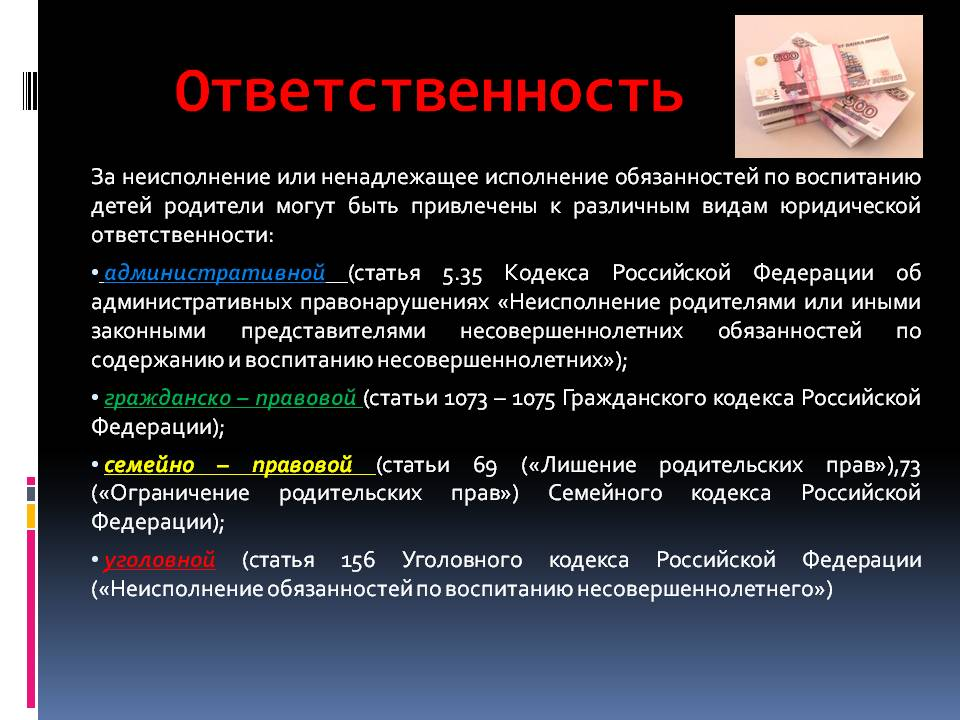 Ответственность
За неисполнение или ненадлежащее исполнение обязанностей по воспитанию
детей родители могут быть привлечены к различным видам юридической
ответственности:
• административной (статья 5.35 Кодекса Российской Федерации об
административных правонарушениях «Неисполнение родителями или иными
законными представителями несовершеннолетних обязанностей по
содержанию и воспитанию несовершеннолетних»);
• гражданско – правовой (статьи 1073 – 1075 Гражданского кодекса Российской
Федерации);
• семейно – правовой (статьи 69 («Лишение родительских прав»),73
(«Ограничение родительских прав») Семейного кодекса Российской
Федерации);
• уголовной (статья 156 Уголовного кодекса Российской Федерации
(«Неисполнение обязанностей по воспитанию несовершеннолетнего»)
500